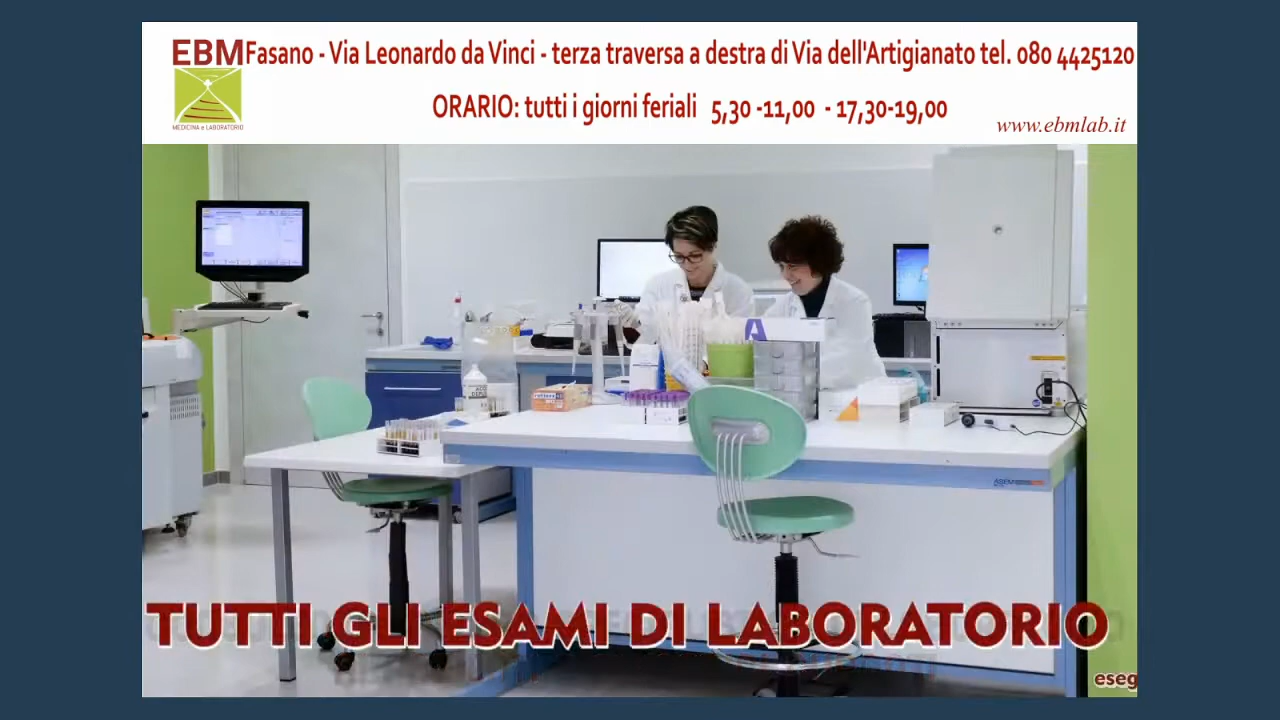 EBM Fasano - Via Leonardo da Vinci - terza traversa a destra di Via dell'Artigianato tel. 080 4425120
MEDICINA e LABORATORIO
ORARIO: tutti i giorni feriali 5,30 -11,00 - 17,30-19,00
www.ebmlab.it
A
ASEM
TUTTI GLI ESAMI DI LABORATORIO
eseg